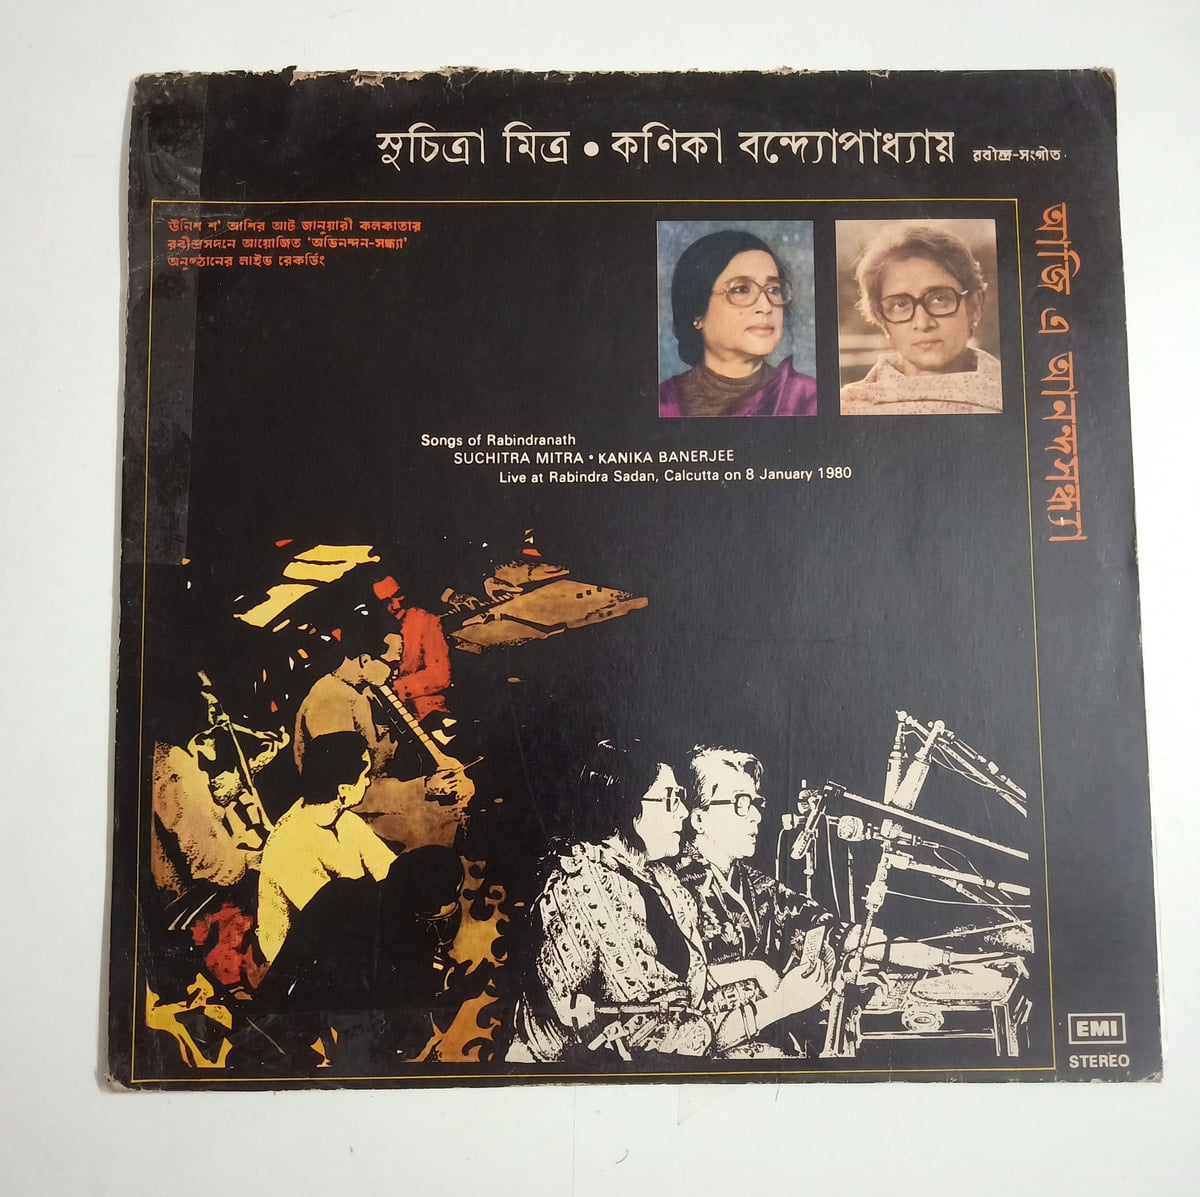 সুচিত্রা মিত্র • কণিকা বন্দ্যোপাধ্যায় রবীন্দ্র-সংগীত
উনিশ শ' আশির আট জানুয়ারী কলকাতার
রবীন্দ্রসদনে আয়োজিত 'অভিনন্দন-সন্ধ্যা'
অনুষ্ঠানের লাইভ রেকর্ডিং
আজি এ আনন্দসন্ধ্যা
Songs of Rabindranath
SUCHITRA MITRA • KANIKA BANERJEE
Live at Rabindra Sadan, Calcutta on 8 January 1980
EMI
STEREO